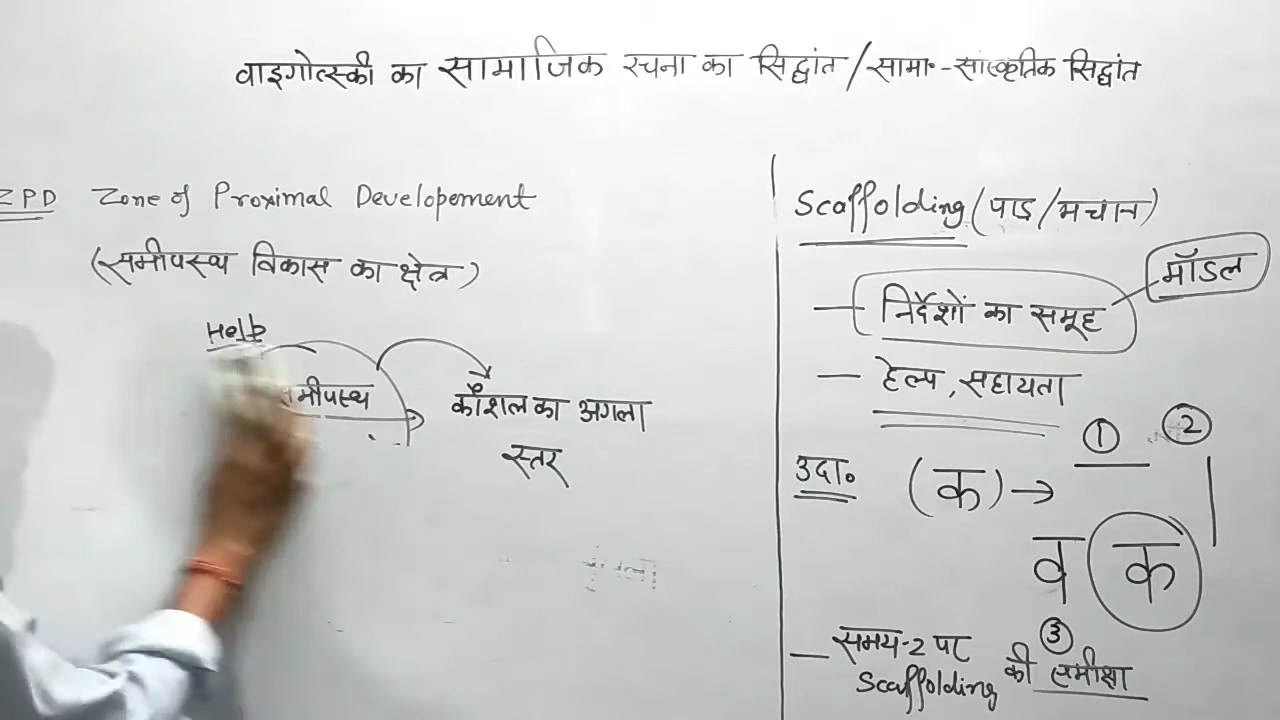 वाइगोत्स्की का सामाजिक रचना का सिद्धांत / सामा॰-सांस्कृतिक सिद्धांत
ZPD Zone of Proximal Developement
(समीपस्थ विकास का क्षेत्र)
Help
मीपस्थ
कौशल का अगला
स्तर
Scaffolding (पाड/मचान)
मॉडल
— निर्देशों का समूह
— हेल्प, सहायता
उदा॰ (क) →
1 2
व क
3
— समय-2 पर
Scaffolding की समीक्षा